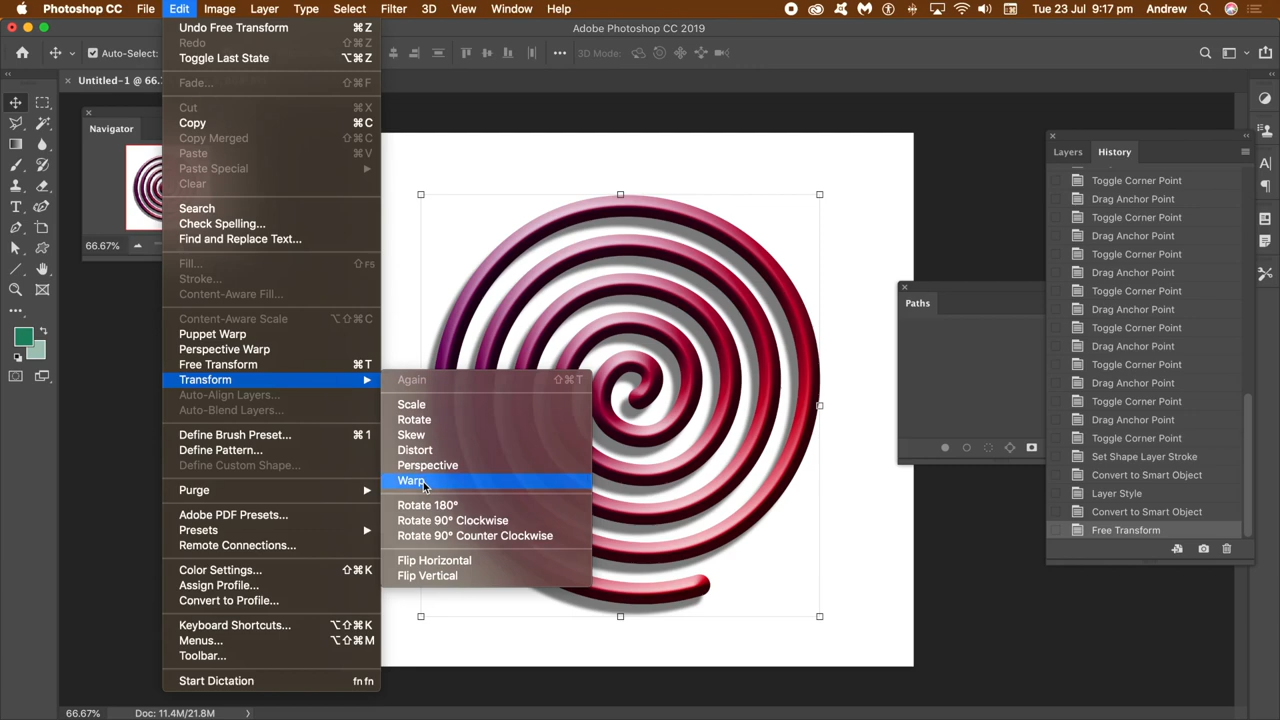 Photoshop CC File Edit Image Layer Type Select Filter 3D View Window Help Tue 23 Jul 9:17 pm Andrew
Adobe Photoshop CC 2019
Auto-Select: 3D Mode:
Untitled-1 @ 66.
Navigator
66.67%
Undo Free Transform ⌘Z
Redo ⇧⌘Z
Toggle Last State ⌥⌘Z
Fade... ⇧⌘F
Cut ⌘X
Copy ⌘C
Copy Merged ⇧⌘C
Paste ⌘V
Paste Special
Clear
Search
Check Spelling...
Find and Replace Text...
Fill... ⇧F5
Stroke...
Content-Aware Fill...
Content-Aware Scale ⌥⇧⌘C
Puppet Warp
Perspective Warp
Free Transform ⌘T
Transform
Auto-Align Layers...
Auto-Blend Layers...
Define Brush Preset... ⌘1
Define Pattern...
Define Custom Shape...
Purge
Adobe PDF Presets...
Presets
Remote Connections...
Color Settings... ⇧⌘K
Assign Profile...
Convert to Profile...
Keyboard Shortcuts... ⌥⇧⌘K
Menus... ⌥⇧⌘M
Toolbar...
Start Dictation fn fn
Again ⇧⌘T
Scale
Rotate
Skew
Distort
Perspective
Warp
Rotate 180°
Rotate 90° Clockwise
Rotate 90° Counter Clockwise
Flip Horizontal
Flip Vertical
Paths
Layers History
Toggle Corner Point
Drag Anchor Point
Toggle Corner Point
Drag Anchor Point
Toggle Corner Point
Drag Anchor Point
Toggle Corner Point
Drag Anchor Point
Toggle Corner Point
Drag Anchor Point
Toggle Corner Point
Drag Anchor Point
Toggle Corner Point
Drag Anchor Point
Toggle Corner Point
Set Shape Layer Stroke
Convert to Smart Object
Layer Style
Convert to Smart Object
Free Transform
66.67% Doc: 11.4M/21.8M